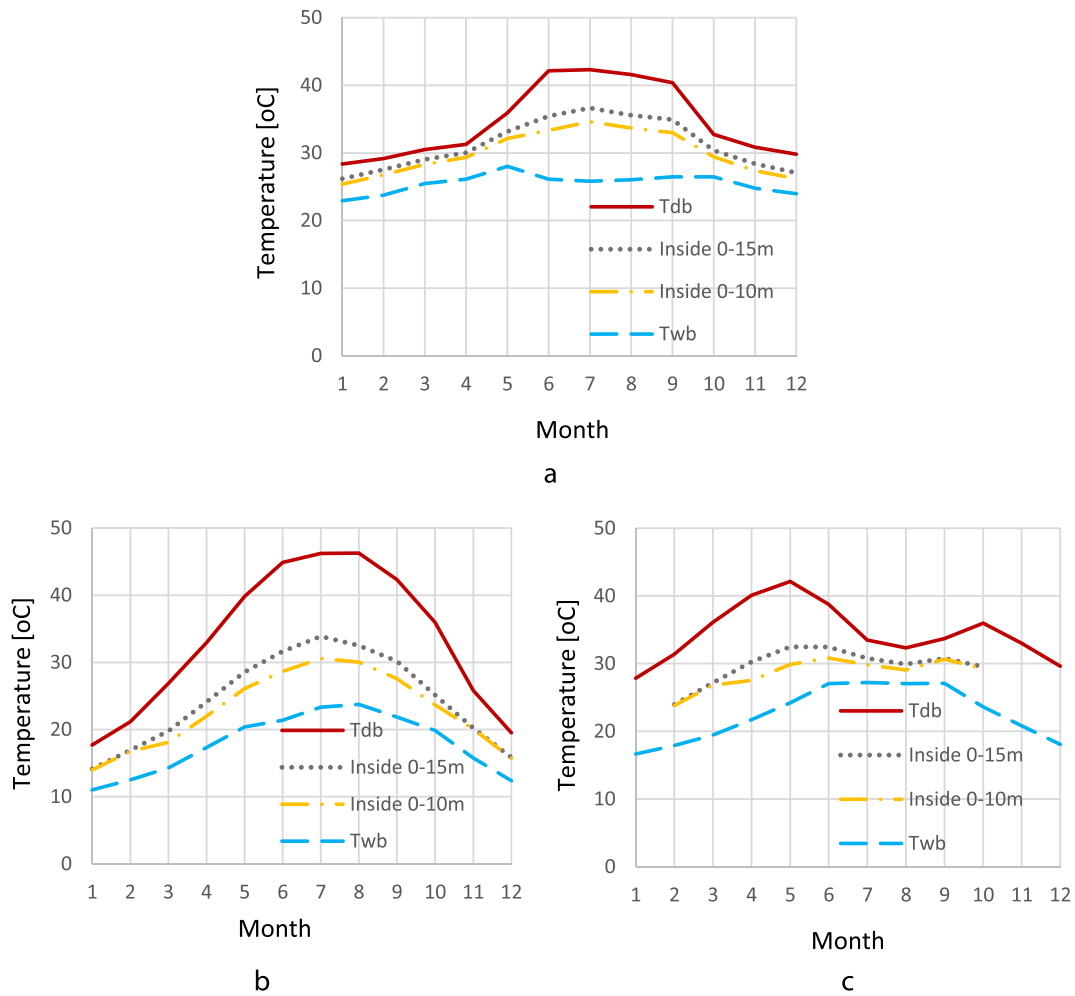 50
40
30
20
10
0
Temperature [oC]
Tdb
Inside 0-15m
Inside 0-10m
Twb
1 2 3 4 5 6 7 8 9 10 11 12
Month
a
50
40
30
20
10
0
Temperature [oC]
Tdb
Inside 0-15m
Inside 0-10m
Twb
1 2 3 4 5 6 7 8 9 10 11 12
Month
b
50
40
30
20
10
0
Temperature [oC]
Tdb
Inside 0-15m
Inside 0-10m
Twb
1 2 3 4 5 6 7 8 9 10 11 12
Month
c